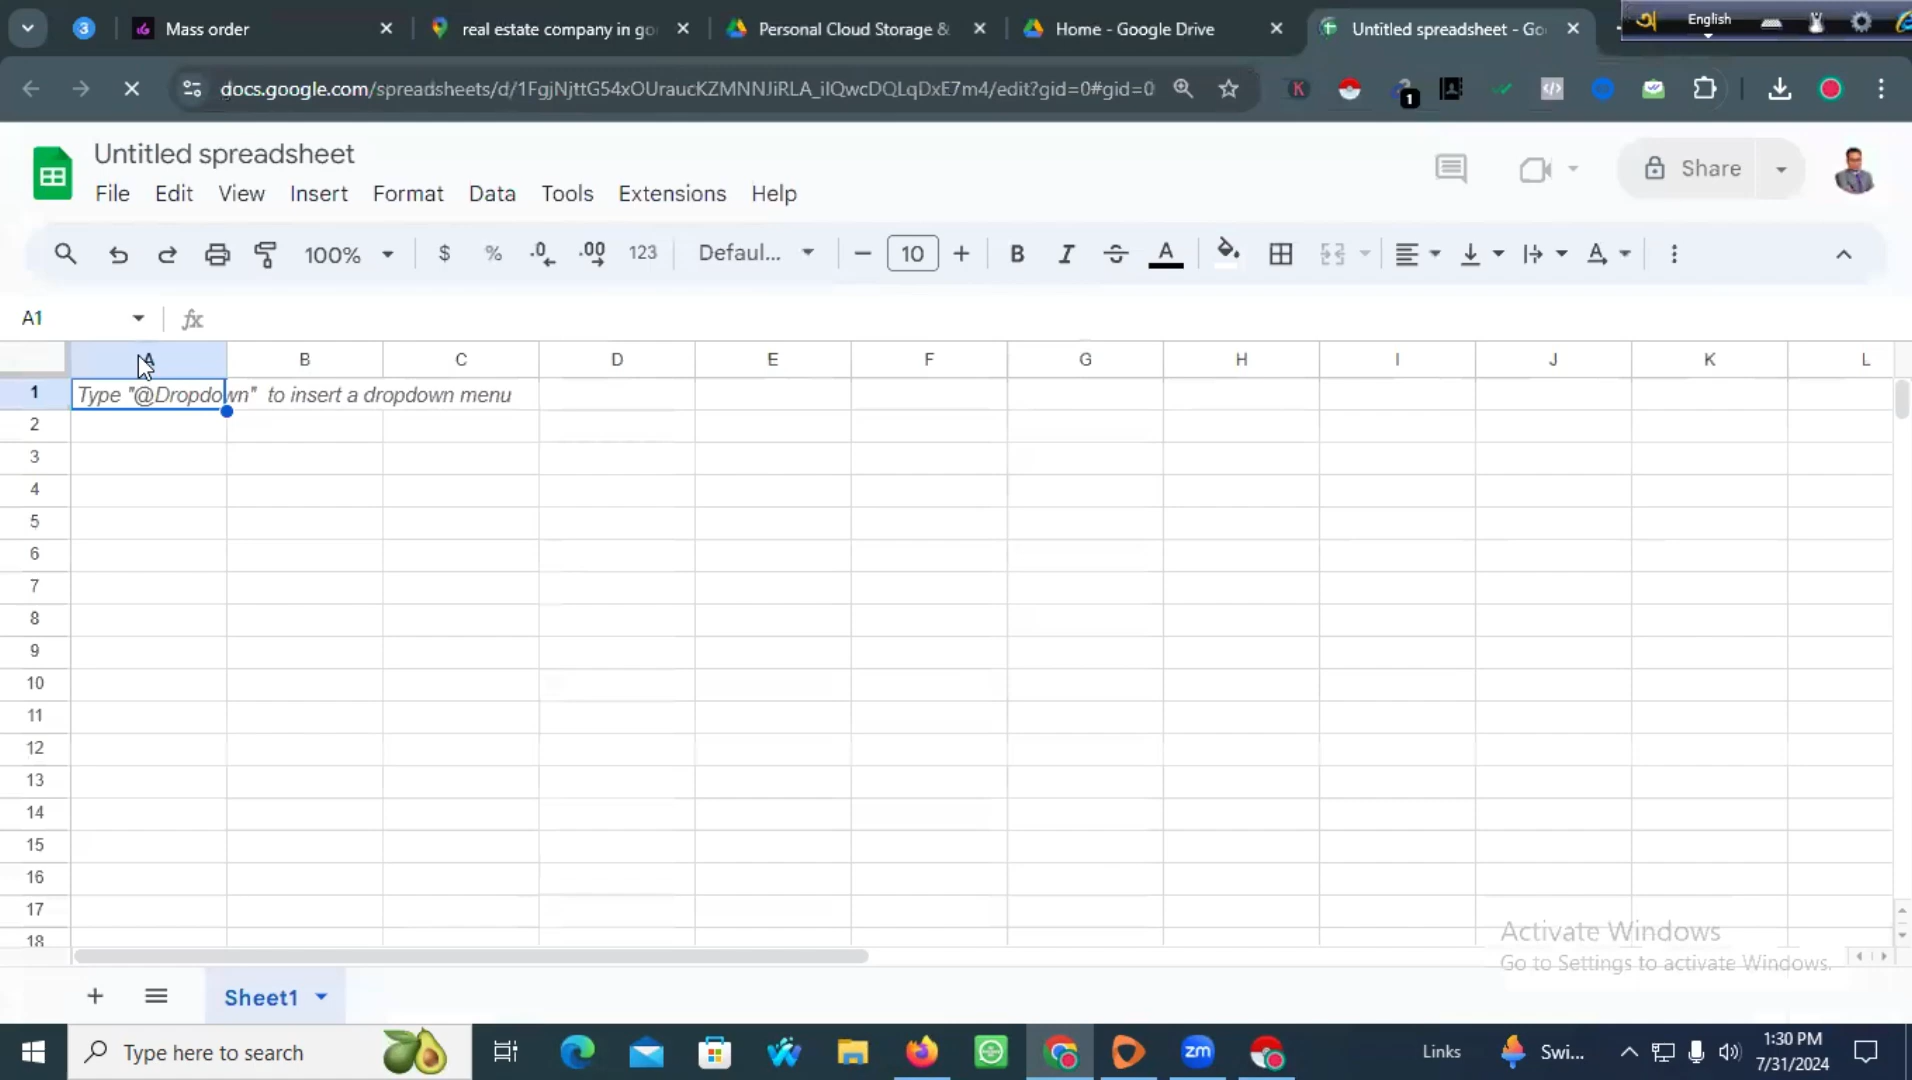 3 Mass order real estate company in go Personal Cloud Storage & Home - Google Drive Untitled spreadsheet - Go অ English
docs.google.com/spreadsheets/d/1FgjNjttG54xOUraucKZMNNJiRLA_ilQwcDQLqDxE7m4/edit?gid=0#gid=0 K 1
Untitled spreadsheet
File Edit View Insert Format Data Tools Extensions Help
Share
100% $ % .0 .00 123 Defaul... 10 B I S A
A1 fx
A B C D E F G H I J K L
1 Type "@Dropdown" to insert a dropdown menu
2
3
4
5
6
7
8
9
10
11
12
13
14
15
16
17
18
Activate Windows
Go to Settings to activate Windows.
Sheet1
Type here to search zm Links Swi... 1:30 PM
7/31/2024